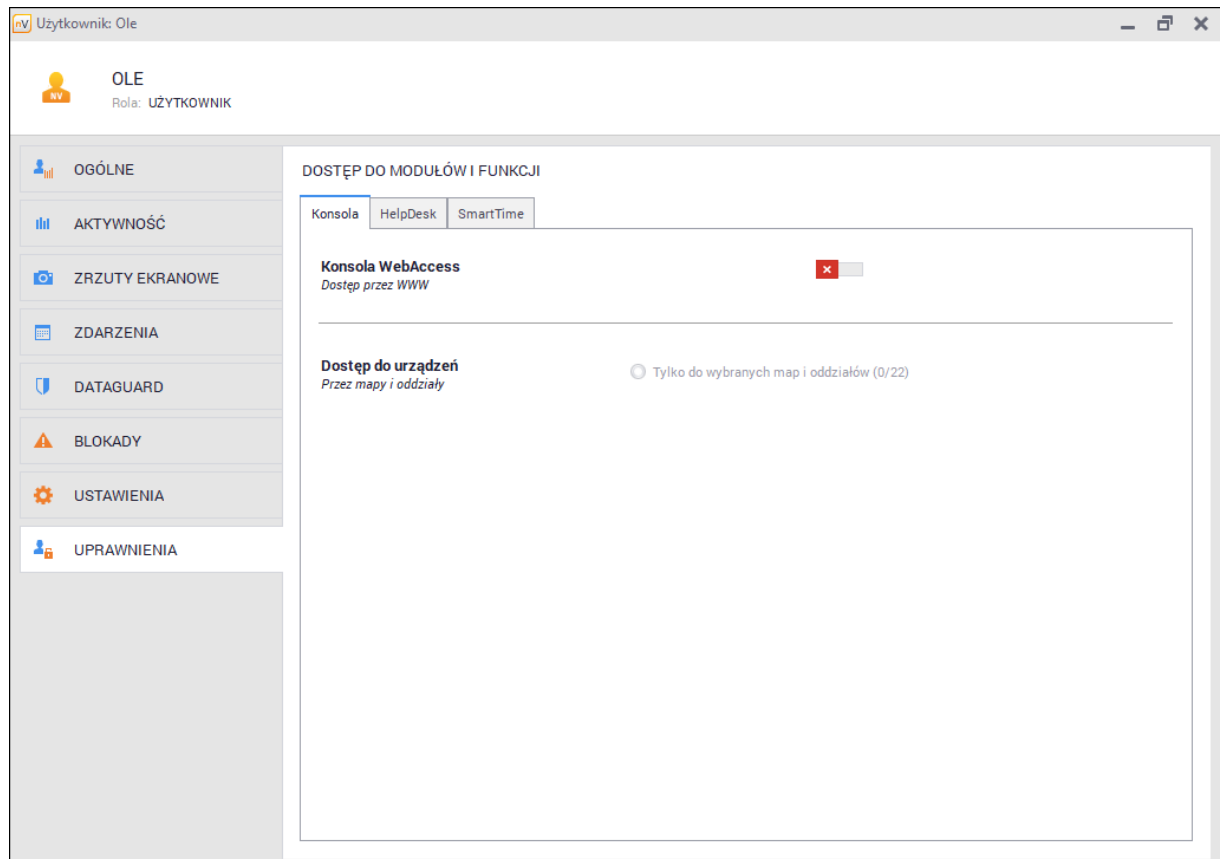 nV Użytkownik: Ole
OLE
NV
Rola: UŻYTKOWNIK
OGÓLNE
AKTYWNOŚĆ
ZRZUTY EKRANOWE
ZDARZENIA
DATAGUARD
BLOKADY
USTAWIENIA
UPRAWNIENIA
DOSTĘP DO MODUŁÓW I FUNKCJI
Konsola HelpDesk SmartTime
Konsola WebAccess
Dostęp przez WWW
Dostęp do urządzeń
Przez mapy i oddziały
Tylko do wybranych map i oddziałów (0/22)